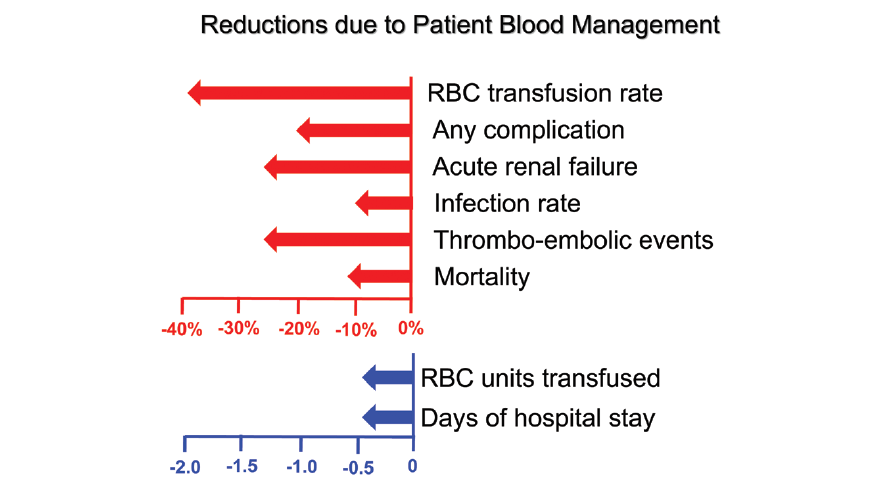 Reductions due to Patient Blood Management
RBC transfusion rate
Any complication
Acute renal failure
Infection rate
Thrombo-embolic events
Mortality
-40% -30% -20% -10% 0%
RBC units transfused
Days of hospital stay
-2.0 -1.5 -1.0 -0.5 0